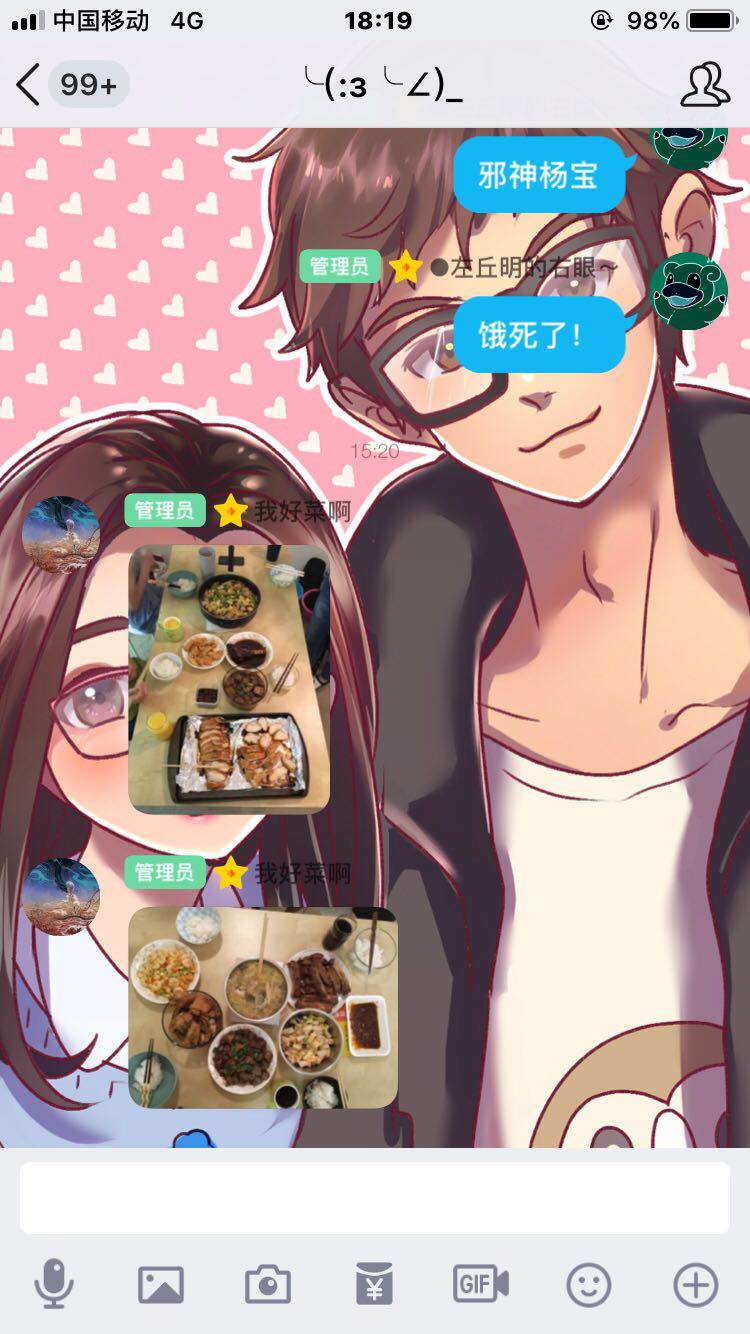 中国移动 4G 18:19 98%
99+ ╰(:з╰∠)_
邪神杨宝
管理员 ●左丘明的右眼～
饿死了！
15:20
管理员 我好菜啊
管理员 我好菜啊
GIF